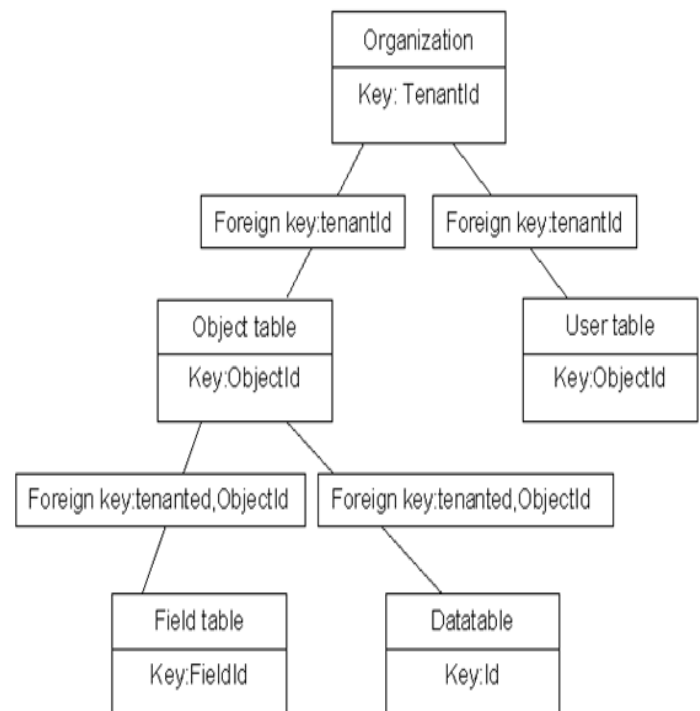 Organization
Key: TenantId
Foreign key:tenantId
Foreign key:tenantId
Object table
Key:ObjectId
User table
Key:ObjectId
Foreign key:tenanted,ObjectId
Foreign key:tenanted,ObjectId
Field table
Key:FieldId
Datatable
Key:Id